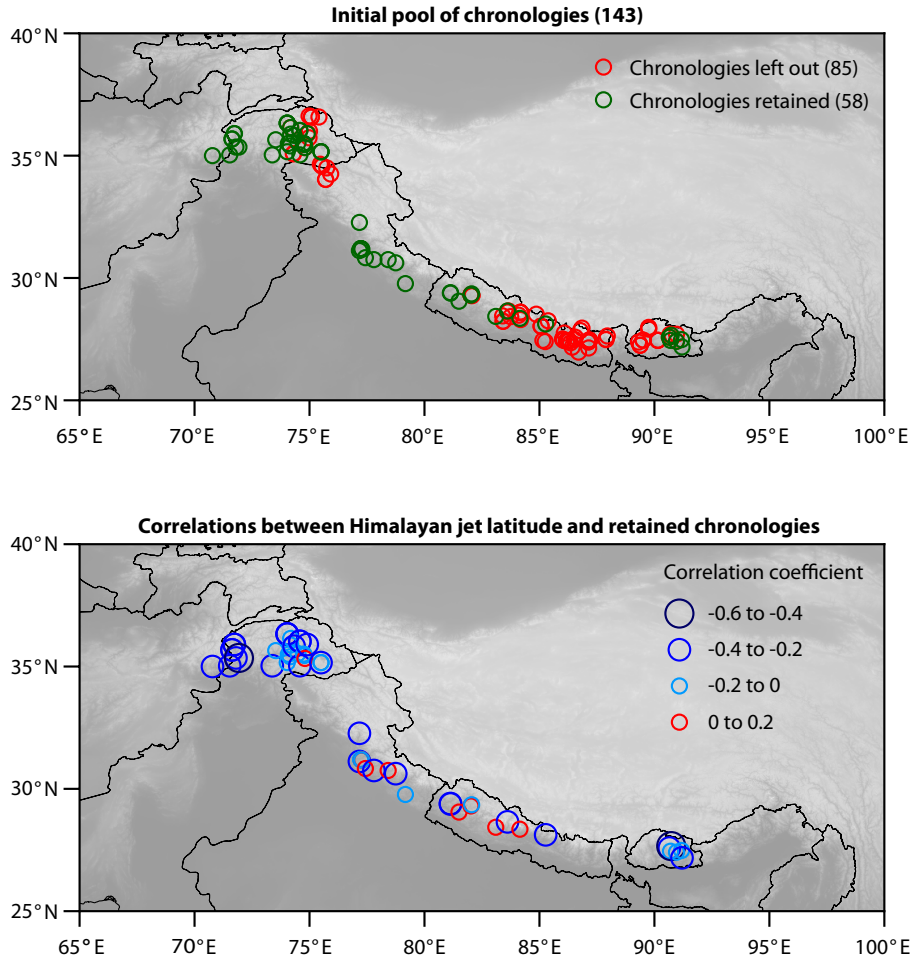 Initial pool of chronologies (143)
40° N
35° N
30° N
25° N
Chronologies left out (85)
Chronologies retained (58)
65° E 70° E 75° E 80° E 85° E 90° E 95° E 100° E
Correlations between Himalayan jet latitude and retained chronologies
40° N
35° N
30° N
25° N
Correlation coefficient
-0.6 to -0.4
-0.4 to -0.2
-0.2 to 0
0 to 0.2
65° E 70° E 75° E 80° E 85° E 90° E 95° E 100° E